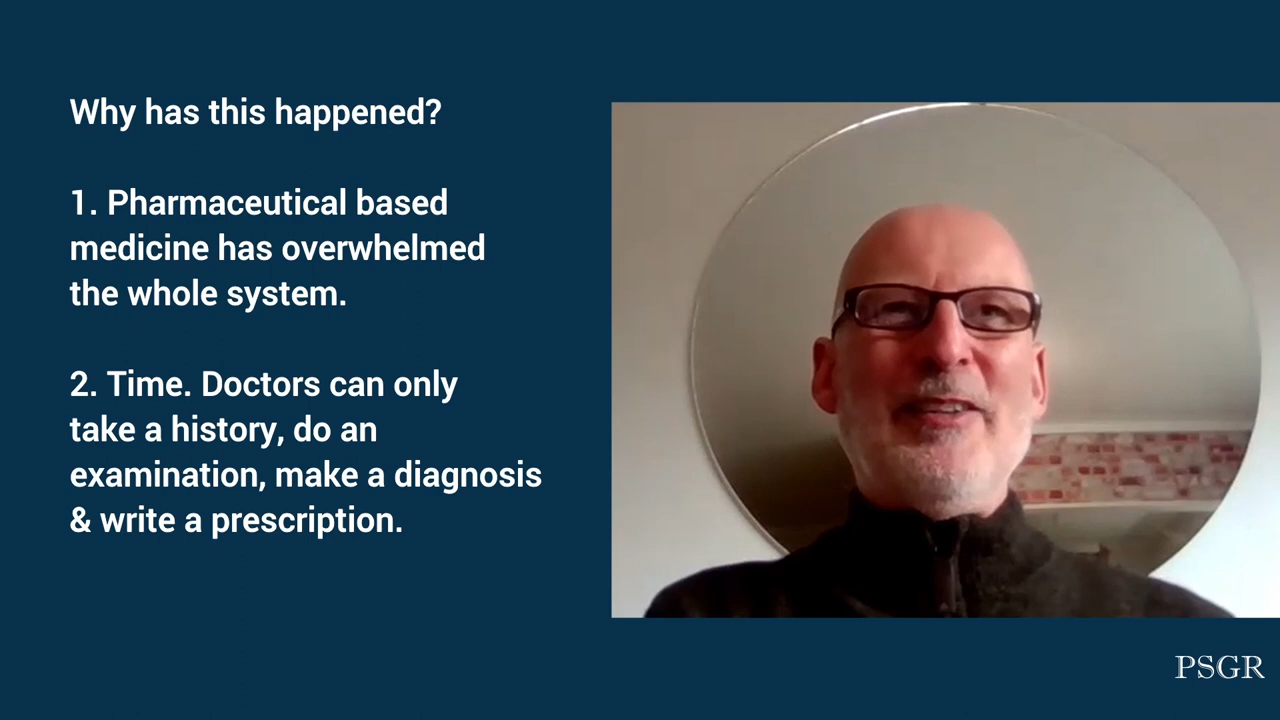 Why has this happened?
1. Pharmaceutical based
medicine has overwhelmed
the whole system.
2. Time. Doctors can only
take a history, do an
examination, make a diagnosis
& write a prescription.
PSGR